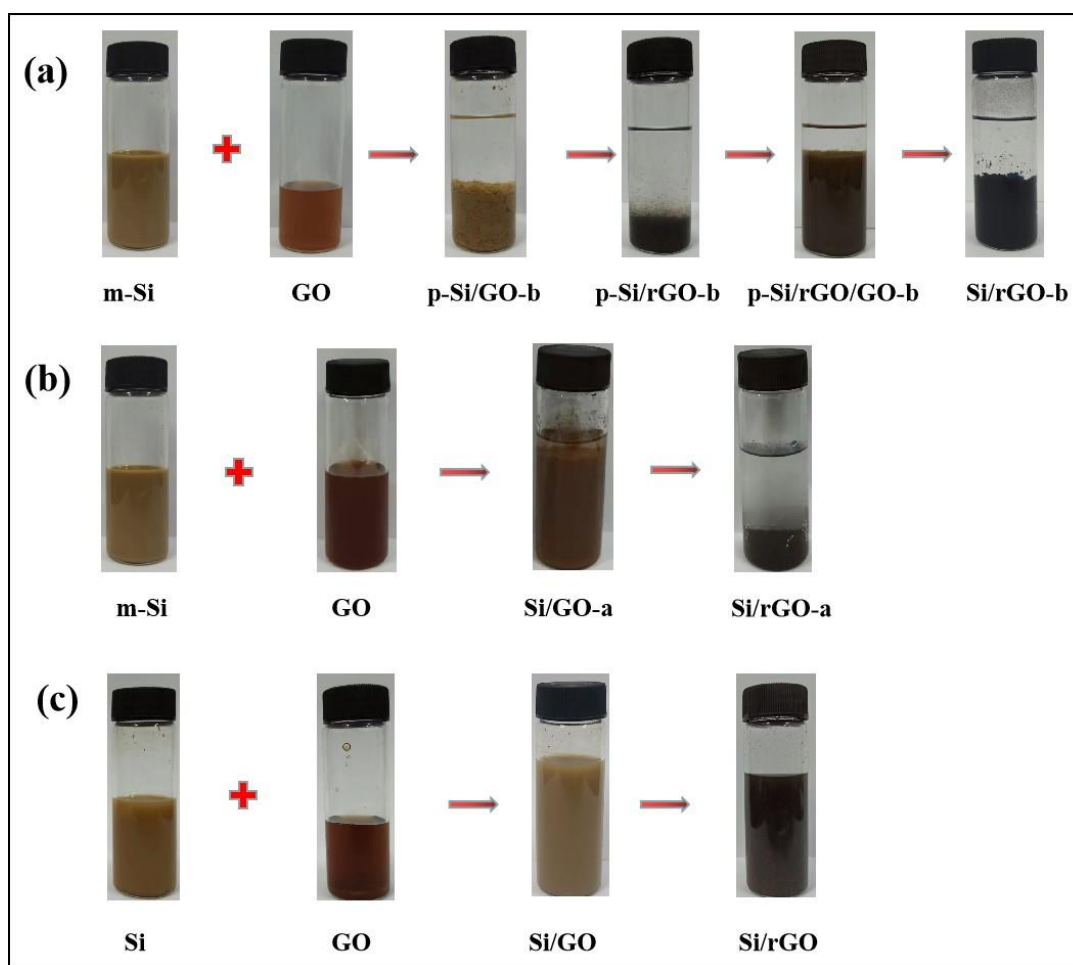 (a)
m-Si GO p-Si/GO-b p-Si/rGO-b p-Si/rGO/GO-b Si/rGO-b
(b)
m-Si GO Si/GO-a Si/rGO-a
(c)
Si GO Si/GO Si/rGO